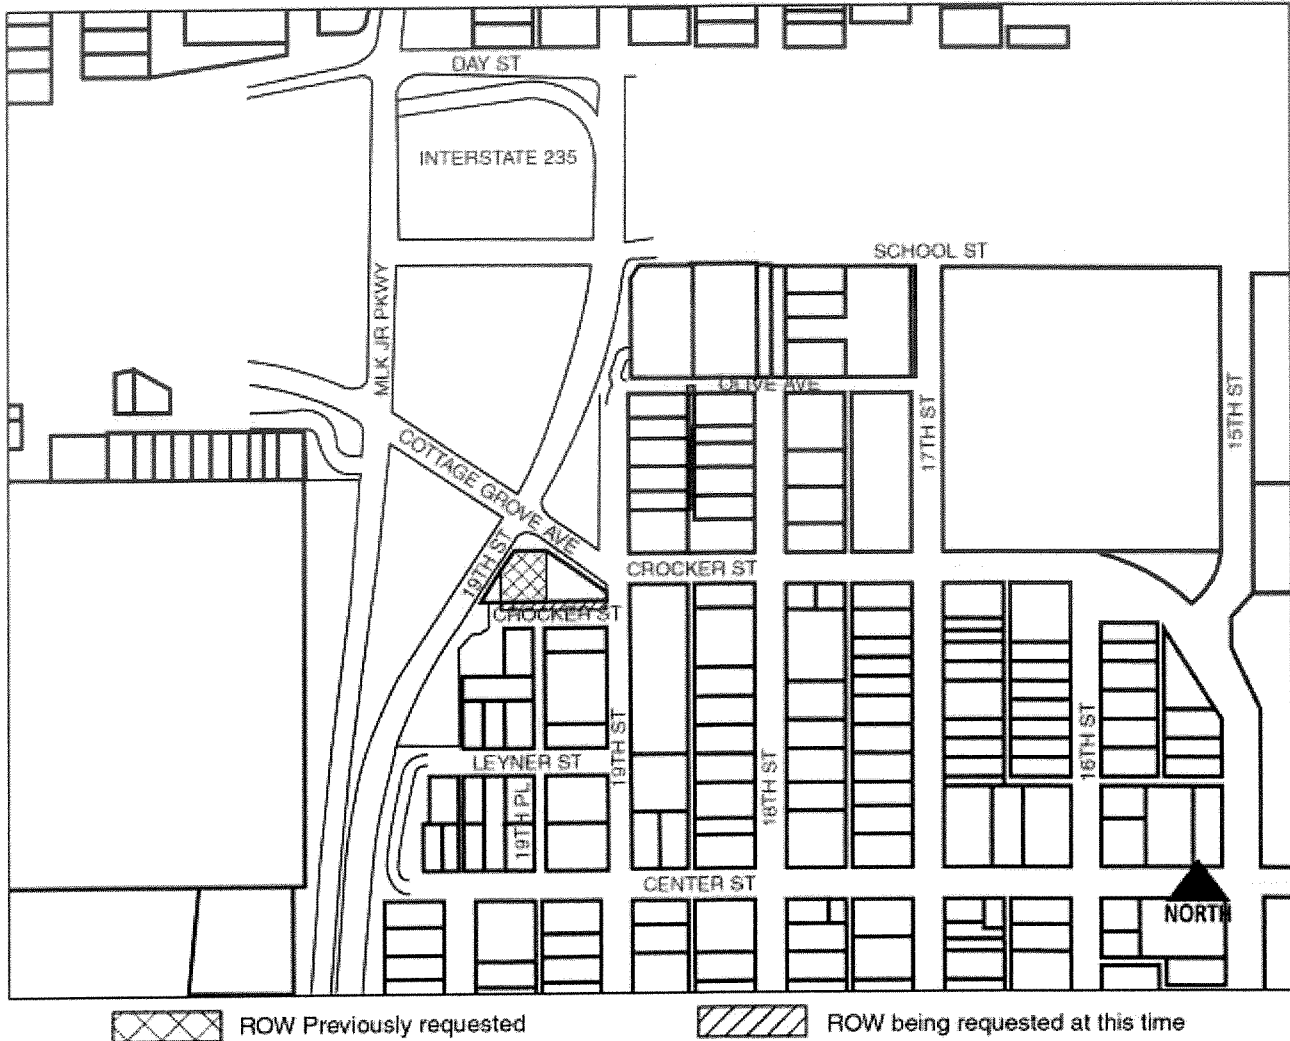 DAY ST
INTERSTATE 235
SCHOOL ST
MLK JR PKWY
OLIVE AVE
17TH ST
15TH ST
COTTAGE GROVE AVE
19TH ST
CROCKER ST
CROCKER ST
19TH ST
18TH ST
16TH ST
LEYNER ST
19TH PL
CENTER ST
NORTH
ROW Previously requested
ROW being requested at this time